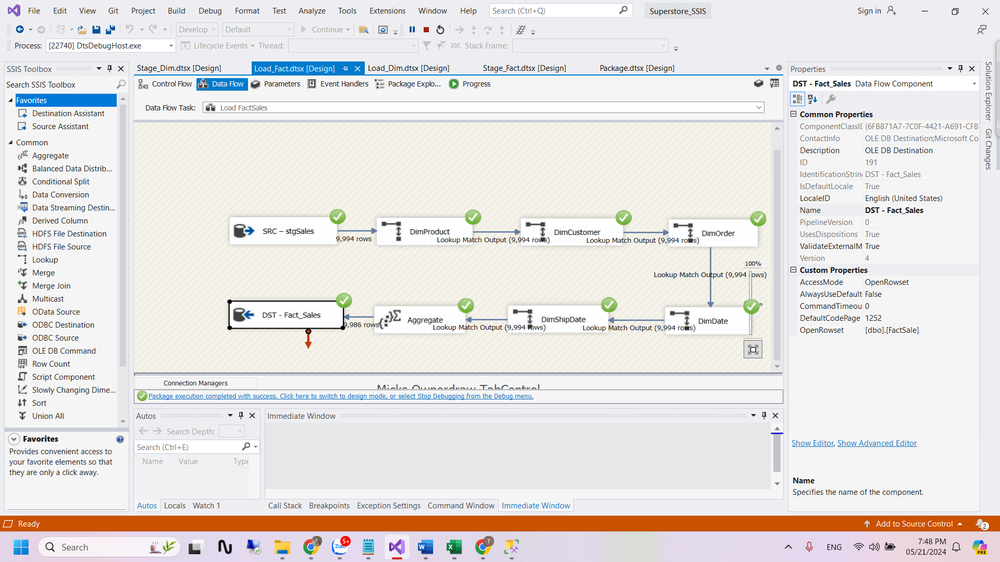 File Edit View Git Project Build Debug Format Test Analyze Tools Extensions Window Help Search (Ctrl+Q) Superstore_SSIS Sign in
Develop Default Continue
Process: [22740] DtsDebugHost.exe Lifecycle Events Thread: Stack Frame:
SSIS Toolbox
Search SSIS Toolbox
Favorites
Destination Assistant
Source Assistant
Common
Aggregate
Balanced Data Distrib...
Conditional Split
Data Conversion
Data Streaming Destin...
Derived Column
HDFS File Destination
HDFS File Source
Lookup
Merge
Merge Join
Multicast
OData Source
ODBC Destination
ODBC Source
OLE DB Command
Row Count
Script Component
Slowly Changing Dime...
Sort
Union All
Favorites
Provides convenient access to
your favorite elements so that
they are only a click away.
Stage_Dim.dtsx [Design] Load_Fact.dtsx [Design] Load_Dim.dtsx [Design] Stage_Fact.dtsx [Design] Package.dtsx [Design]
Control Flow Data Flow Parameters Event Handlers Package Explo... Progress
Data Flow Task: Load FactSales
SRC – stgSales
9,994 rows
DimProduct
Lookup Match Output (9,994 rows)
DimCustomer
Lookup Match Output (9,994 rows)
DimOrder
100%
Lookup Match Output (9,994 rows)
DST - Fact_Sales
9,986 rows
Aggregate
Lookup Match Output (9,994 rows)
DimShipDate
Lookup Match Output (9,994 rows)
DimDate
Connection Managers
Micks Ownerdraw TabControl
Package execution completed with success. Click here to switch to design mode, or select Stop Debugging from the Debug menu.
Autos
Search Depth:
Search (Ctrl+E)
Name Value Type
Autos Locals Watch 1
Immediate Window
Call Stack Breakpoints Exception Settings Command Window Immediate Window
Properties
DST - Fact_Sales Data Flow Component
Common Properties
ComponentClassID {6FB871A7-7C0F-4421-A691-CF87
ContactInfo OLE DB Destination;Microsoft Co
Description OLE DB Destination
ID 191
IdentificationString DST - Fact_Sales
IsDefaultLocale True
LocaleID English (United States)
Name DST - Fact_Sales
PipelineVersion 0
UsesDispositions True
ValidateExternalM True
Version 4
Custom Properties
AccessMode OpenRowset
AlwaysUseDefault False
CommandTimeou 0
DefaultCodePage 1252
OpenRowset [dbo].[FactSale]
Show Editor, Show Advanced Editor
Name
Specifies the name of the component.
Solution Explorer
Git Changes
Ready Add to Source Control 2
Search 5+ Zalo T ENG 7:48 PM
05/21/2024
PRE